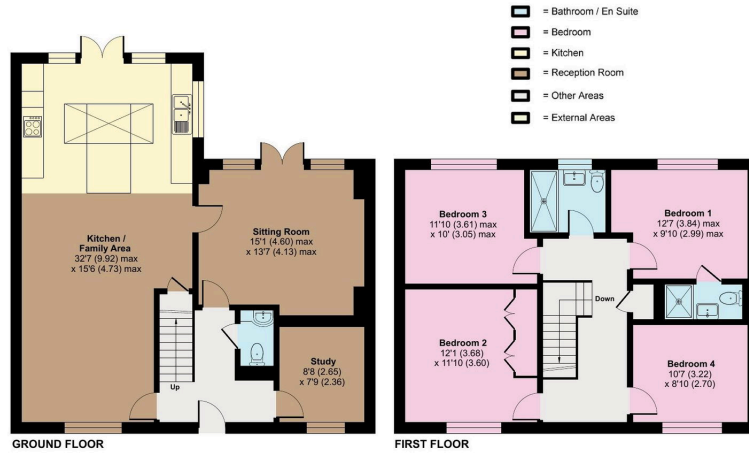 = Bathroom / En Suite
= Bedroom
= Kitchen
= Reception Room
= Other Areas
= External Areas
Kitchen /
Family Area
32'7 (9.92) max
x 15'6 (4.73) max
Sitting Room
15'1 (4.60) max
x 13'7 (4.13) max
Study
8'8 (2.65)
x 7'9 (2.36)
Up
GROUND FLOOR
Bedroom 3
11'10 (3.61) max
x 10' (3.05) max
Bedroom 1
12'7 (3.84) max
x 9'10 (2.99) max
Down
Bedroom 2
12'1 (3.68)
x 11'10 (3.60)
Bedroom 4
10'7 (3.22)
x 8'10 (2.70)
FIRST FLOOR